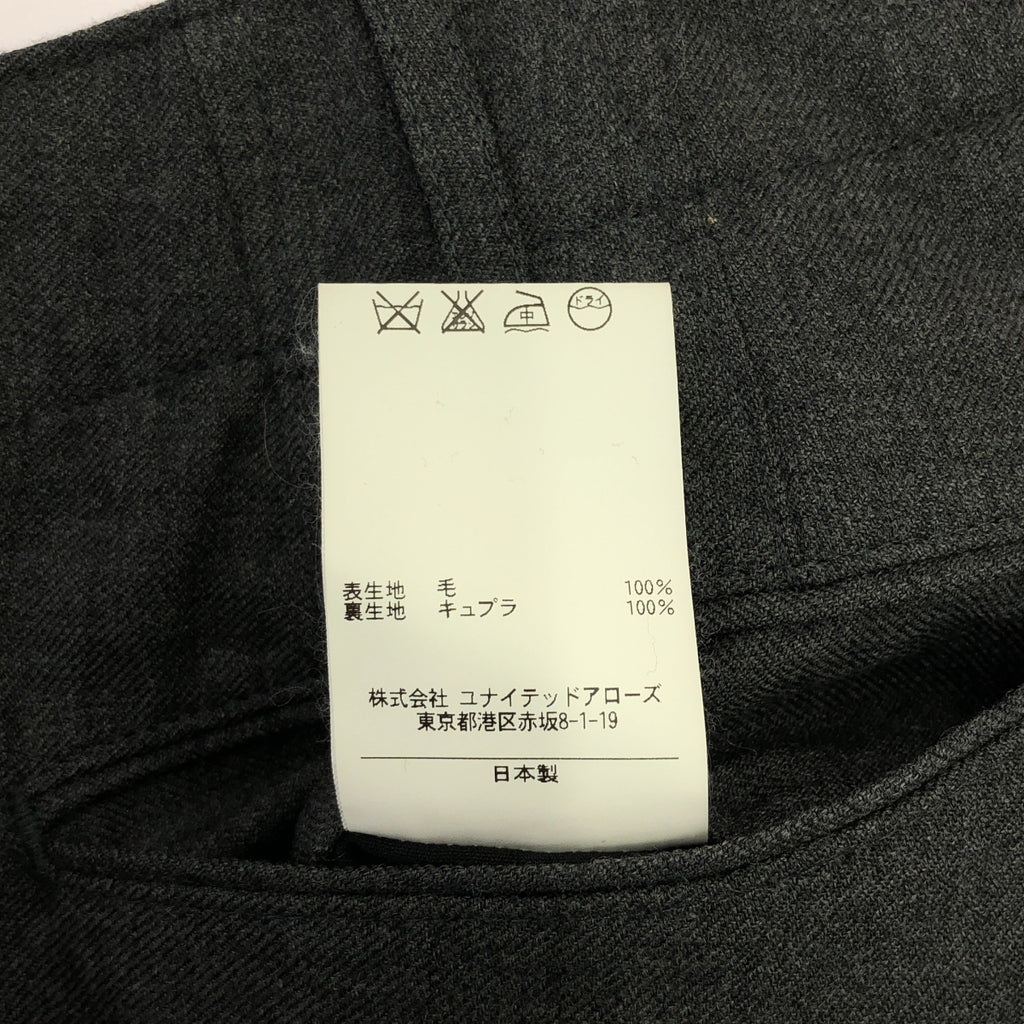 中 ドライ
表生地 毛 100%
裏生地 キュプラ 100%
株式会社 ユナイテッドアローズ
東京都港区赤坂8-1-19
日本製